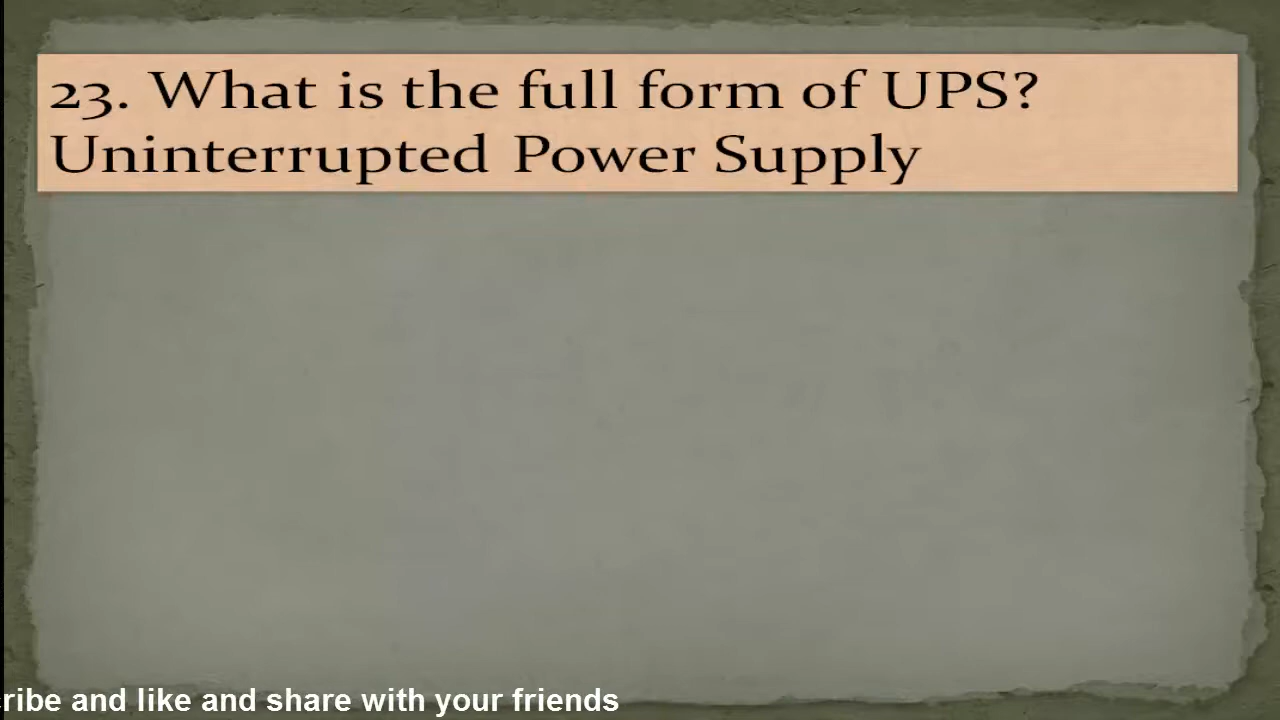 23. What is the full form of UPS?
Uninterrupted Power Supply
ribe and like and share with your friends